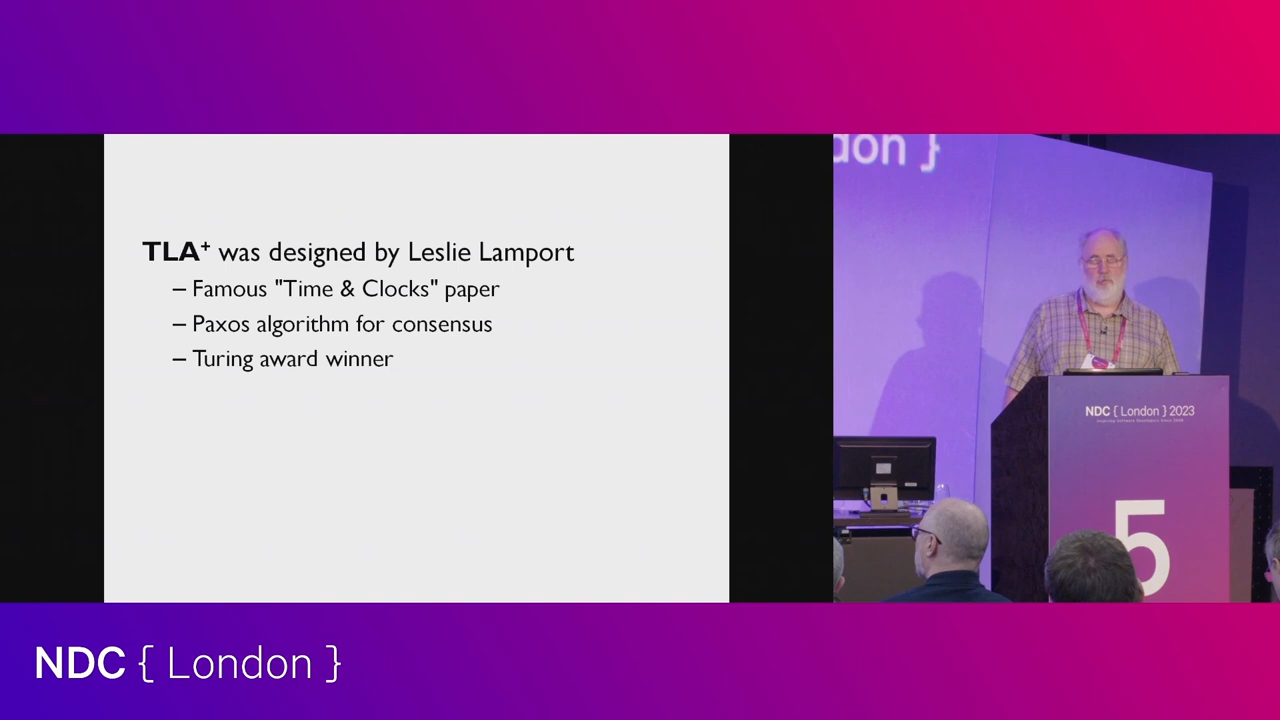 TLA+ was designed by Leslie Lamport
– Famous "Time & Clocks" paper
– Paxos algorithm for consensus
– Turing award winner
don }
NDC { London } 2023
5
NDC { London }